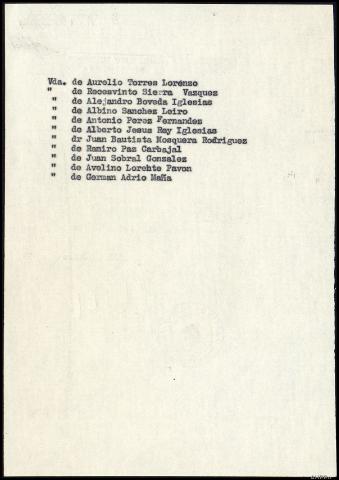 Vda. de Aurelio Torres Lorenzo
" de Recesvinto Sierra Vazquez
" de Alejandro Boveda Iglesias
" de Albino Sanchez Leiro
" de Antonio Perez Fernandez
" de Alberto Jesus Rey Iglesias
" dr Juan Bautista Mosquera Rodriguez
" de Ramiro Paz Carbajal
" de Juan Sobral Gonzalez
" de Avelino Lorente Pavon
" de German Adrio Maña